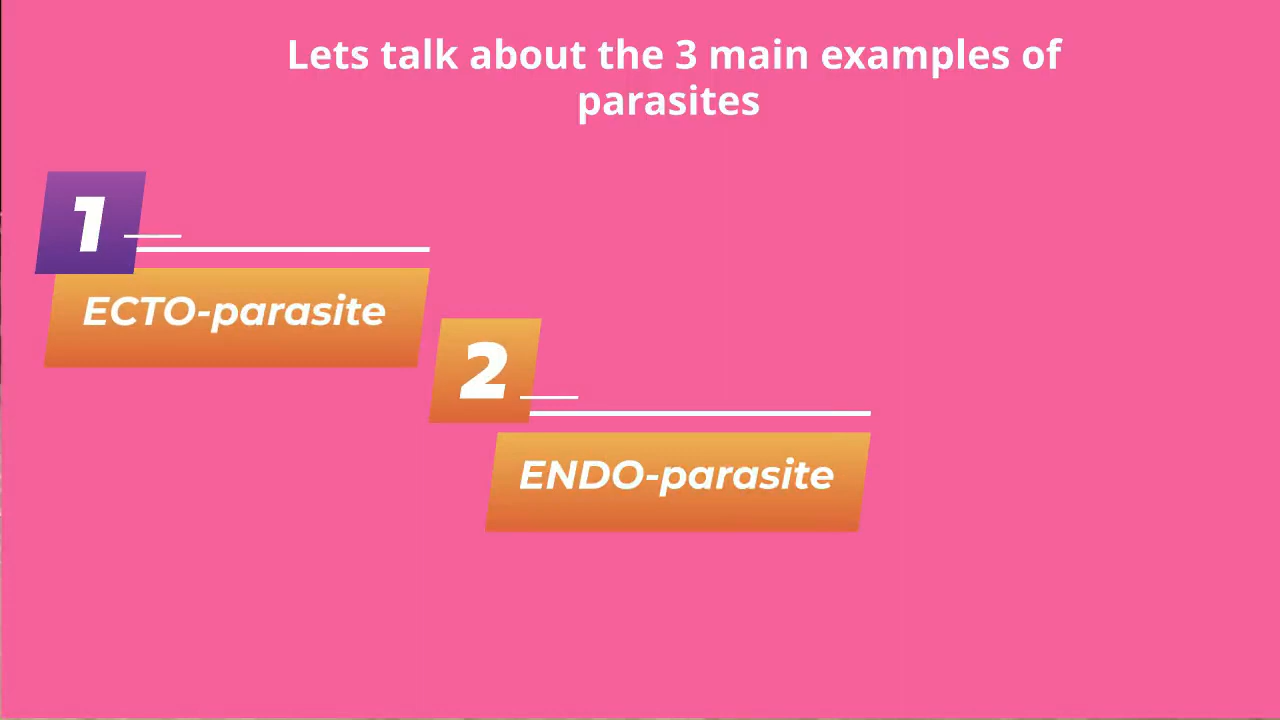 Lets talk about the 3 main examples of
parasites
1
ECTO-parasite
2
ENDO-parasite